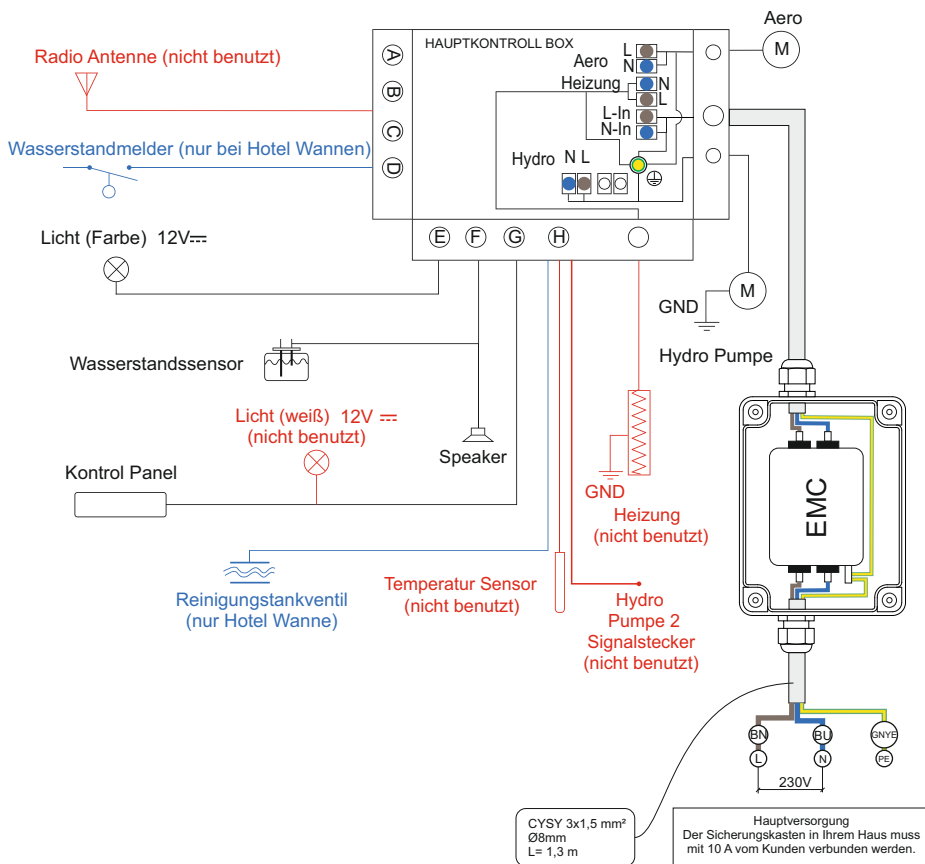 Aero
M
Radio Antenne (nicht benutzt)
HAUPTKONTROLL BOX
A
B
C
D
Aero
L
N
Heizung
N
L
L-In
N-In
Hydro N L
Wasserstandmelder (nur bei Hotel Wannen)
E
F
G
H
Licht (Farbe) 12V
M
GND
Hydro Pumpe
Wasserstandssensor
Licht (weiß) 12V
(nicht benutzt)
Speaker
Kontrol Panel
GND
Heizung
(nicht benutzt)
EMC
Reinigungstankventil
(nur Hotel Wanne)
Temperatur Sensor
(nicht benutzt)
Hydro
Pumpe 2
Signalstecker
(nicht benutzt)
BN
BU
GNYE
L
N
PE
230V
CYSY 3x1,5 mm²
Ø8mm
L= 1,3 m
Hauptversorgung
Der Sicherungskasten in Ihrem Haus muss
mit 10 A vom Kunden verbunden werden.